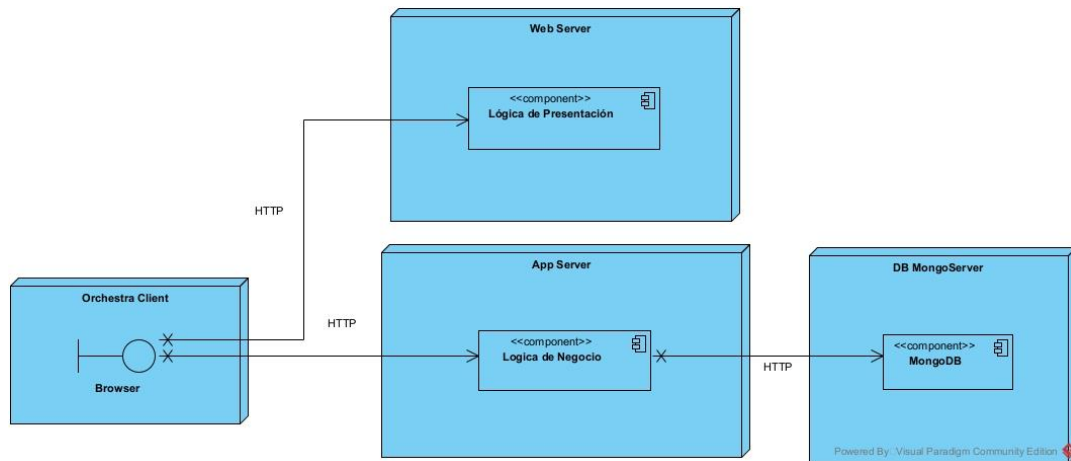 Web Server
<<component>>
Lógica de Presentación
HTTP
App Server
DB MongoServer
Orchestra Client
HTTP
<<component>>
Logica de Negocio
<<component>>
MongoDB
HTTP
Browser
Powered By Visual Paradigm Community Edition